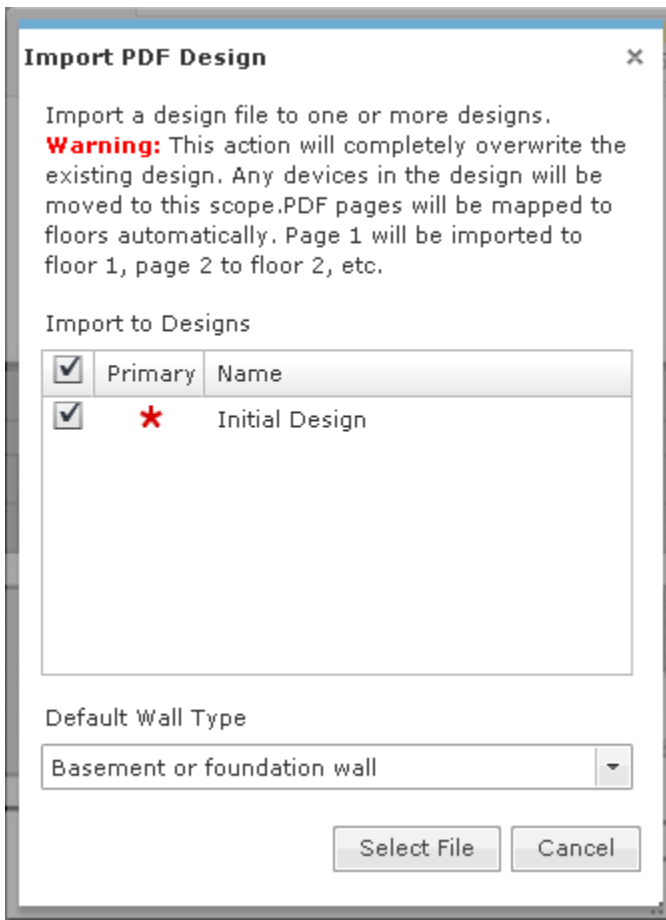 Import PDF Design
Import a design file to one or more designs.
Warning: This action will completely overwrite the
existing design. Any devices in the design will be
moved to this scope.PDF pages will be mapped to
floors automatically. Page 1 will be imported to
floor 1, page 2 to floor 2, etc.
Import to Designs
Primary Name
Initial Design
Default Wall Type
Basement or foundation wall
Select File Cancel